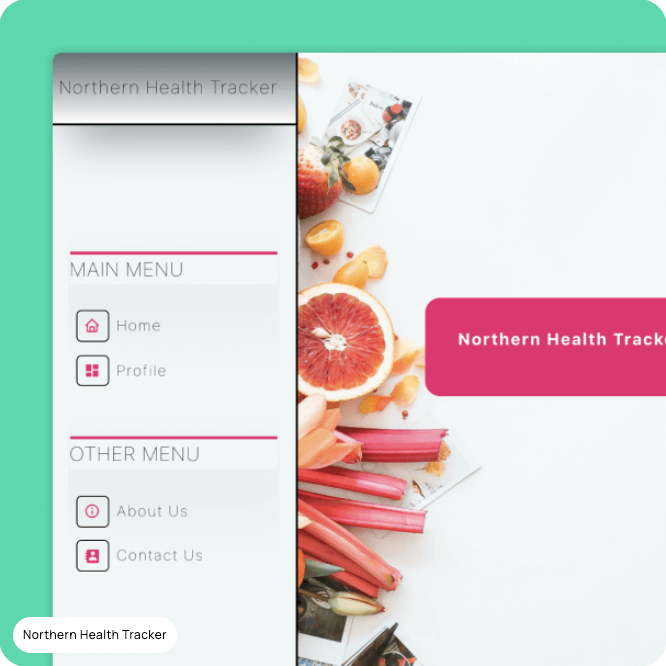 Northern Health Tracker
MAIN MENU
Home
Profile
Northern Health Tracke
OTHER MENU
About Us
Contact Us
Northern Health Tracker